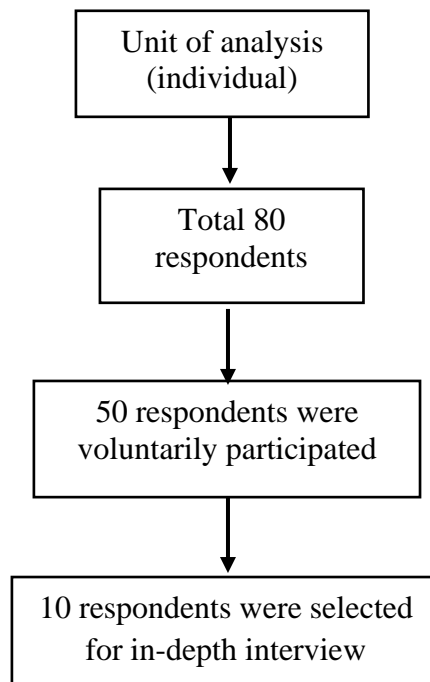 Unit of analysis
(individual)
Total 80
respondents
50 respondents were
voluntarily participated
10 respondents were selected
for in-depth interview